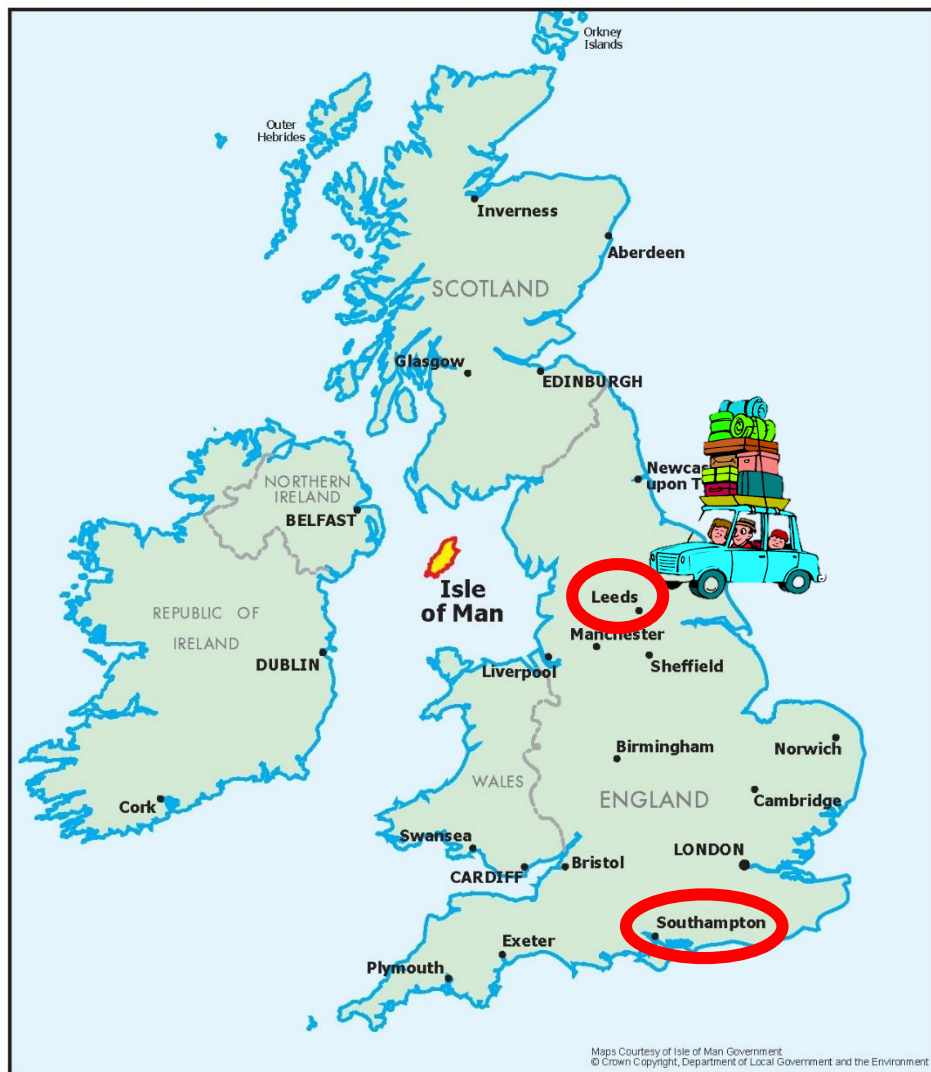 Orkney
Islands
Outer
Hebrides
Inverness
Aberdeen
SCOTLAND
Glasgow
EDINBURGH
Newcas
upon T
NORTHERN
IRELAND
BELFAST
Isle
of Man
Leeds
REPUBLIC OF
IRELAND
Manchester
DUBLIN
Liverpool
Sheffield
Birmingham
Norwich
WALES
ENGLAND
Cambridge
Cork
Swansea
LONDON
CARDIFF
Bristol
Southampton
Exeter
Plymouth
Maps Courtesy of Isle of Man Government
© Crown Copyright, Department of Local Government and the Environment